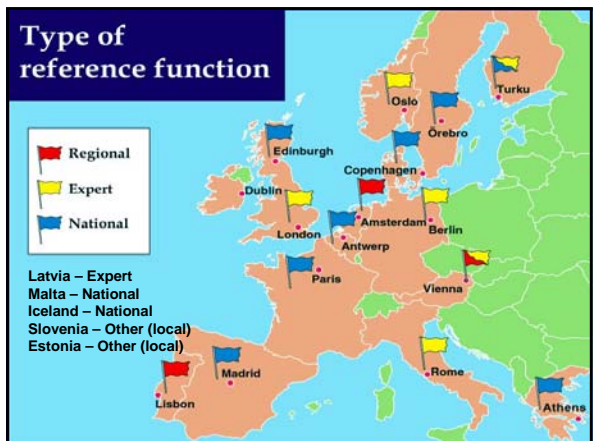 Type of
reference function
Regional
Expert
National
Latvia – Expert
Malta – National
Iceland – National
Slovenia – Other (local)
Estonia – Other (local)
Oslo
Turku
Örebro
Edinburgh
Copenhagen
Dublin
Amsterdam
Berlin
London
Antwerp
Paris
Vienna
Rome
Madrid
Lisbon
Athens